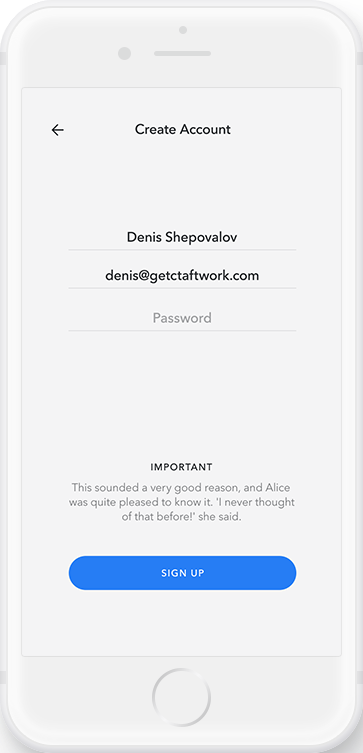 Create Account
Denis Shepovalov
denis@getctaftwork.com
Password
IMPORTANT
This sounded a very good reason, and Alice
was quite pleased to know it. 'I never thought
of that before!' she said.
SIGN UP